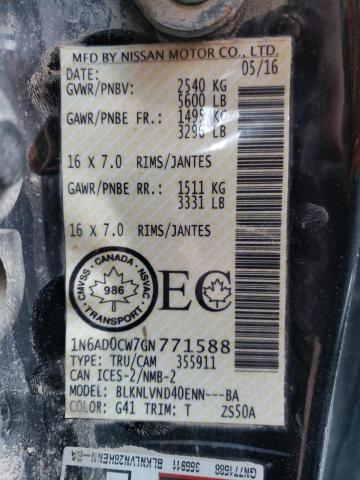 MFD BY NISSAN MOTOR CO., LTD.
DATE: 05/16
GVWR/PNBV: 2540 KG
5600 LB
GAWR/PNBE FR.: 1495 KG
3296 LB
16 X 7.0 RIMS/JANTES
GAWR/PNBE RR.: 1511 KG
3331 LB
16 X 7.0 RIMS/JANTES
CMVSS · CANADA · NSVAC
986
TRANSPORT
EC
1N6AD0CW7GN771588
TYPE: TRU/CAM 355911
CAN ICES-2/NMB-2
MODEL: BLKNLVND40ENN---BA
COLOR: G41 TRIM: T ZS50A
GN771588
355911